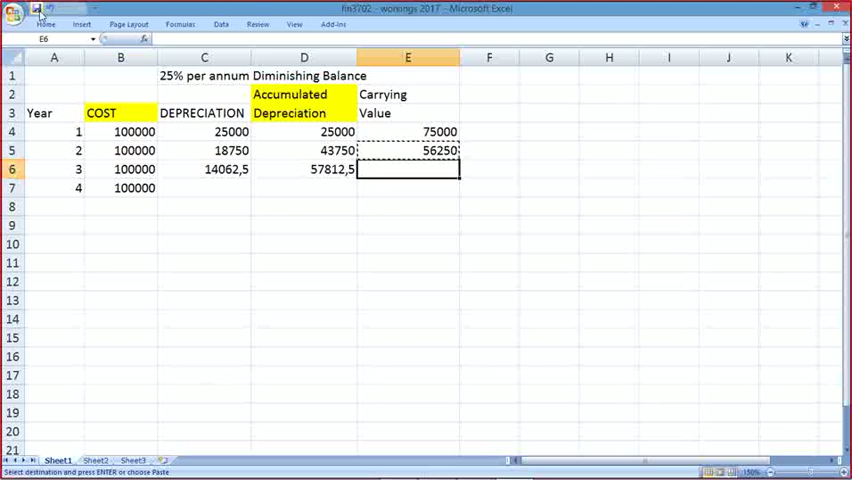 fin3702 - workings 2017 - Microsoft Excel
Home Insert Page Layout Formulas Data Review View Add-Ins
E6 fx
A B C D E F G H I J K
1 25% per annum Diminishing Balance
2 Accumulated Carrying
3 Year COST DEPRECIATION Depreciation Value
4 1 100000 25000 25000 75000
5 2 100000 18750 43750 56250
6 3 100000 14062,5 57812,5
7 4 100000
8
9
10
11
12
13
14
15
16
17
18
19
20
21
Sheet1 Sheet2 Sheet3
Select destination and press ENTER or choose Paste 150%